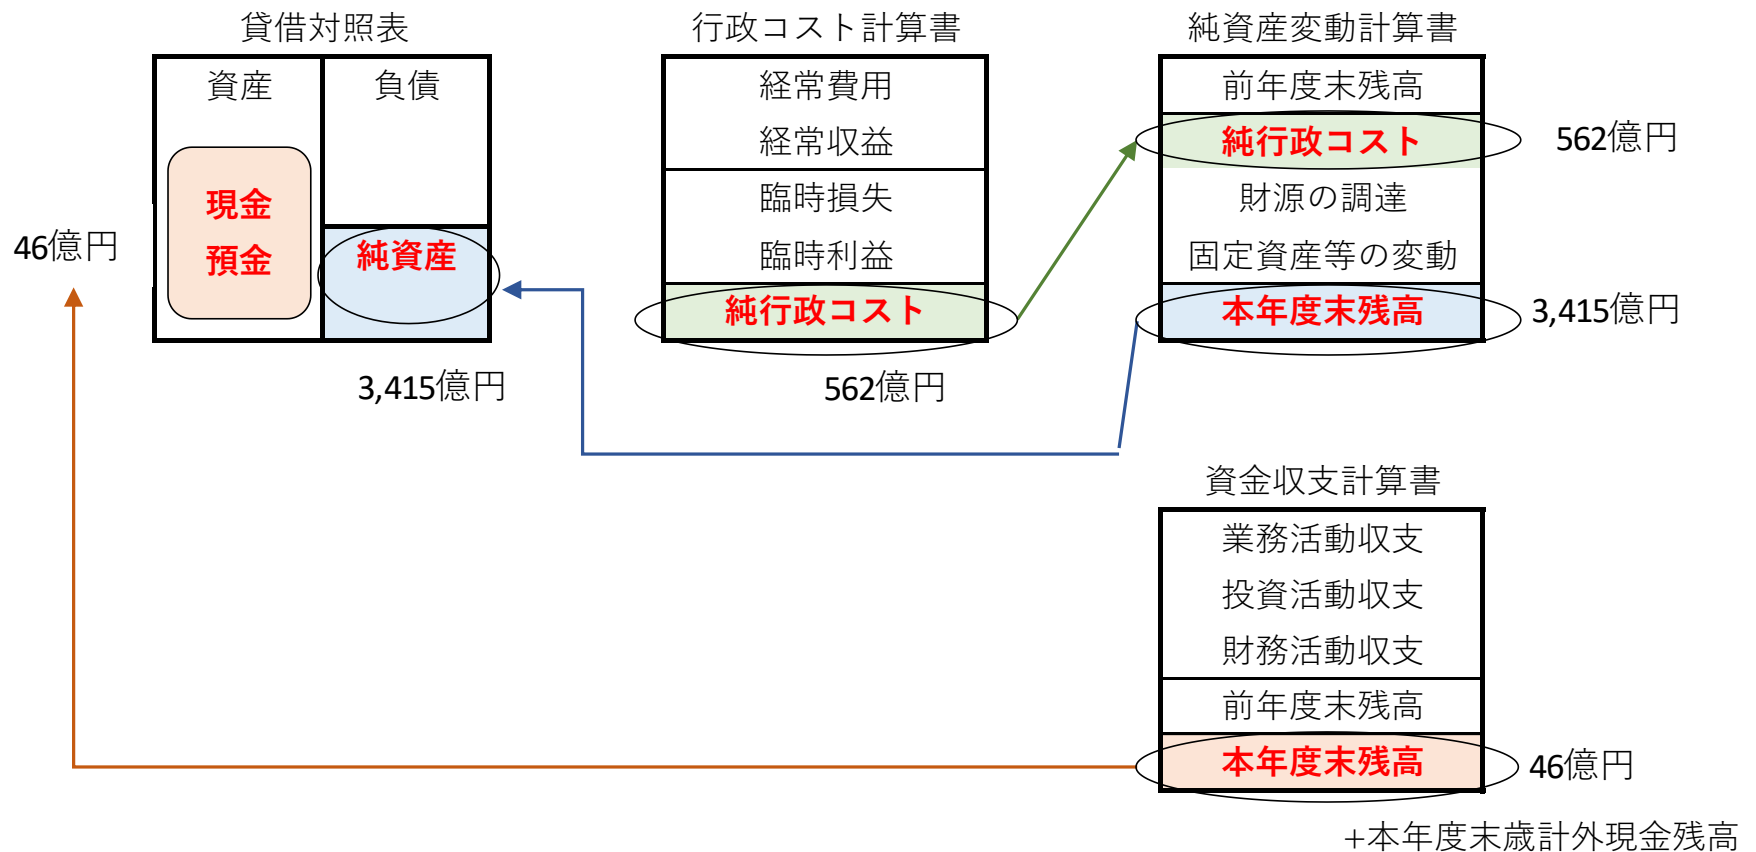 貸借対照表
資産
負債
現金
預金
純資産
46億円
3,415億円
行政コスト計算書
経常費用
経常収益
臨時損失
臨時利益
純行政コスト
562億円
純資産変動計算書
前年度末残高
純行政コスト
562億円
財源の調達
固定資産等の変動
本年度末残高
3,415億円
資金収支計算書
業務活動収支
投資活動収支
財務活動収支
前年度末残高
本年度末残高
46億円
+本年度末歳計外現金残高